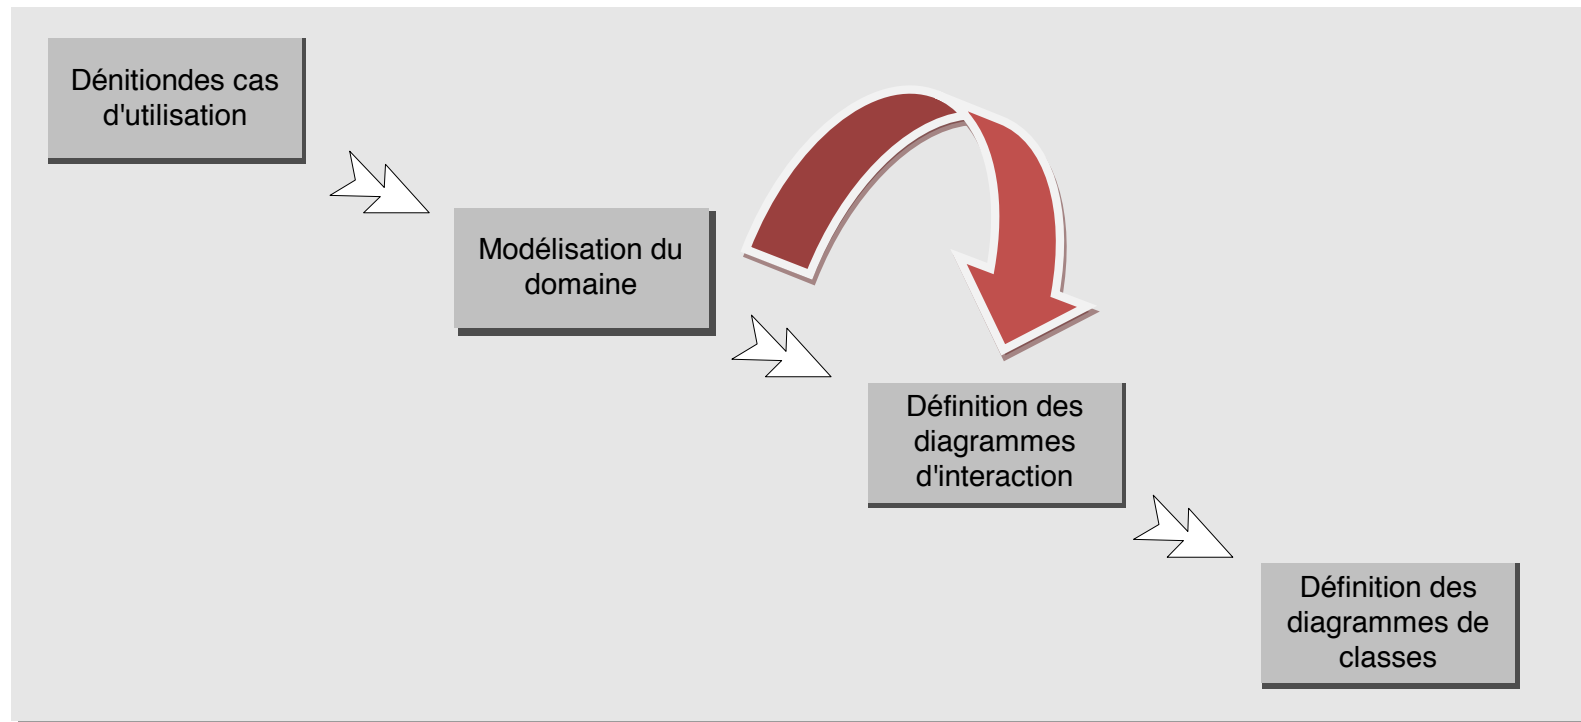 Dénitiondes cas
d'utilisation
Modélisation du
domaine
Définition des
diagrammes
d'interaction
Définition des
diagrammes de
classes